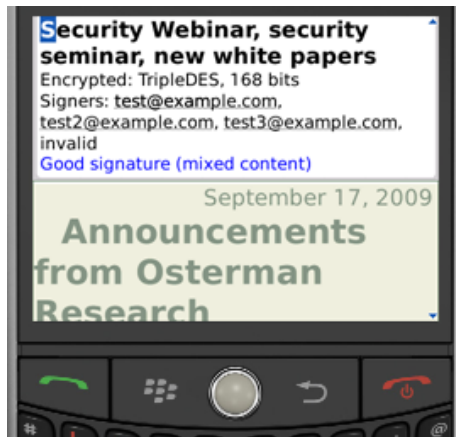 Security Webinar, security
seminar, new white papers
Encrypted: TripleDES, 168 bits
Signers: test@example.com,
test2@example.com, test3@example.com,
invalid
Good signature (mixed content)
September 17, 2009
Announcements
from Osterman
Research
#
@